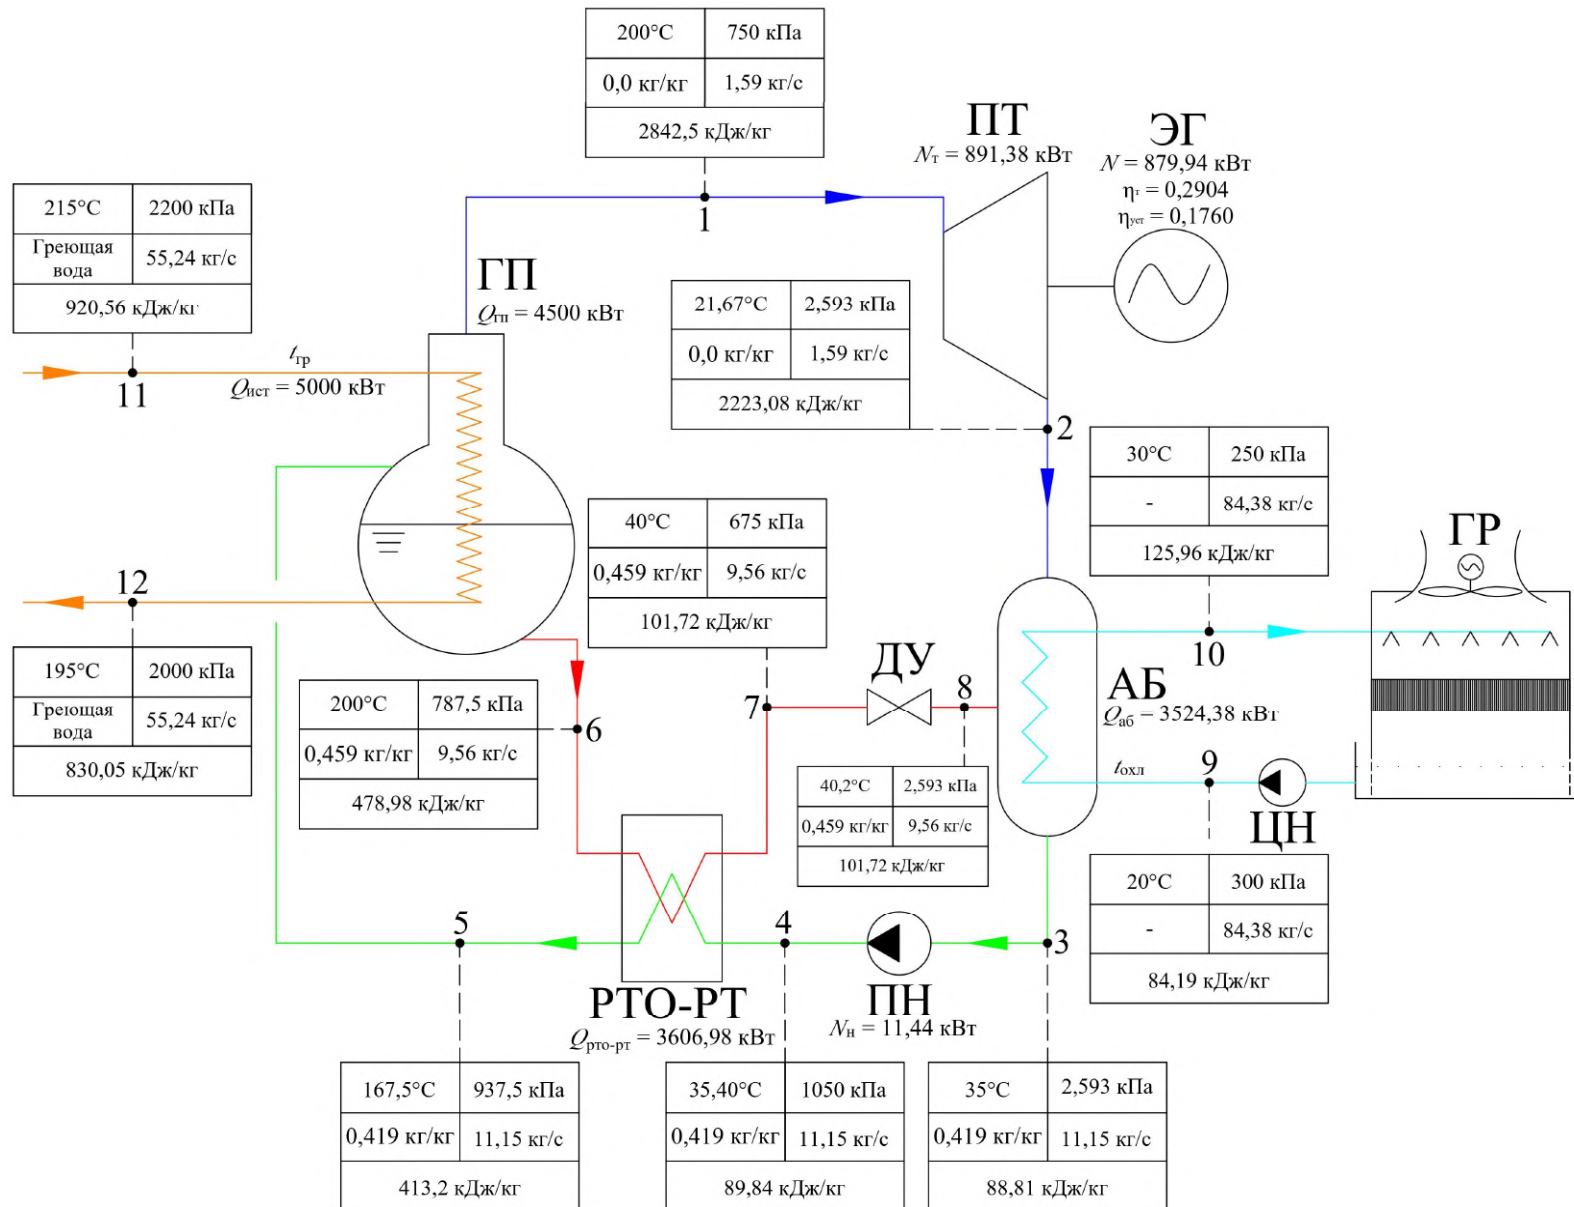 200°C 750 кПа
0,0 кг/кг 1,59 кг/с
2842,5 кДж/кг
ПТ
Nт = 891,38 кВт
ЭГ
N = 879,94 кВт
ηт = 0,2904
ηуст = 0,1760
1
215°C 2200 кПа
Греющая вода 55,24 кг/с
920,56 кДж/кг
ГП
Qгп = 4500 кВт
21,67°C 2,593 кПа
0,0 кг/кг 1,59 кг/с
2223,08 кДж/кг
tгр
11
Qист = 5000 кВт
2
30°C 250 кПа
- 84,38 кг/с
125,96 кДж/кг
40°C 675 кПа
0,459 кг/кг 9,56 кг/с
101,72 кДж/кг
ГР
12
10
195°C 2000 кПа
Греющая вода 55,24 кг/с
830,05 кДж/кг
200°C 787,5 кПа
0,459 кг/кг 9,56 кг/с
478,98 кДж/кг
6
7
ДУ
8
АБ
Qаб = 3524,38 кВт
40,2°C 2,593 кПа
0,459 кг/кг 9,56 кг/с
101,72 кДж/кг
tохл
9
ЦН
20°C 300 кПа
- 84,38 кг/с
84,19 кДж/кг
5
4
3
РТО-РТ
Qрто-рт = 3606,98 кВт
ПН
Nн = 11,44 кВт
167,5°C 937,5 кПа
0,419 кг/кг 11,15 кг/с
413,2 кДж/кг
35,40°C 1050 кПа
0,419 кг/кг 11,15 кг/с
89,84 кДж/кг
35°C 2,593 кПа
0,419 кг/кг 11,15 кг/с
88,81 кДж/кг